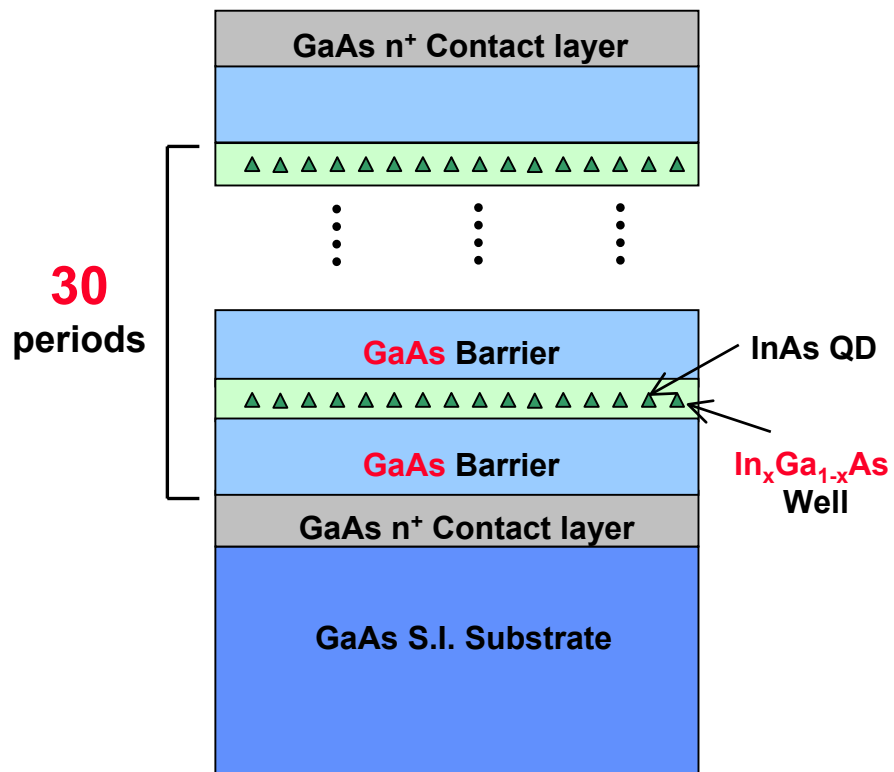 GaAs n⁺ Contact layer
30
periods
GaAs Barrier
InAs QD
GaAs Barrier
InₓGa₁₋ₓAs
Well
GaAs n⁺ Contact layer
GaAs S.I. Substrate